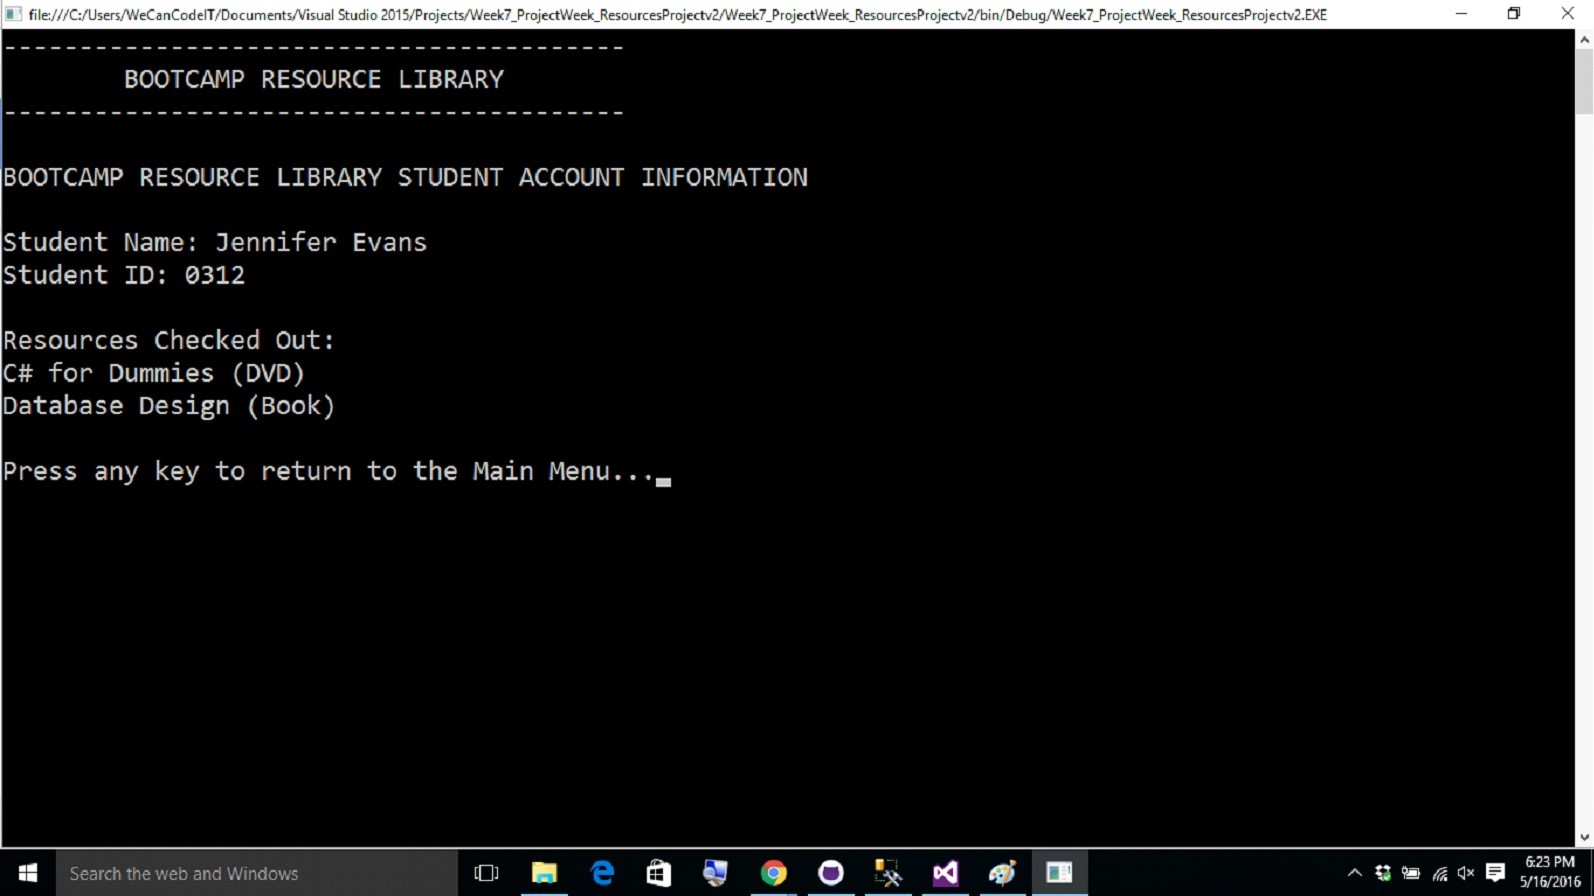 file:///C:/Users/WeCanCodeIT/Documents/Visual Studio 2015/Projects/Week7_ProjectWeek_ResourcesProjectv2/Week7_ProjectWeek_ResourcesProjectv2/bin/Debug/Week7_ProjectWeek_ResourcesProjectv2.EXE
-----------------------------------------
BOOTCAMP RESOURCE LIBRARY
-----------------------------------------
BOOTCAMP RESOURCE LIBRARY STUDENT ACCOUNT INFORMATION
Student Name: Jennifer Evans
Student ID: 0312
Resources Checked Out:
C# for Dummies (DVD)
Database Design (Book)
Press any key to return to the Main Menu...
Search the web and Windows
6:23 PM
5/16/2016